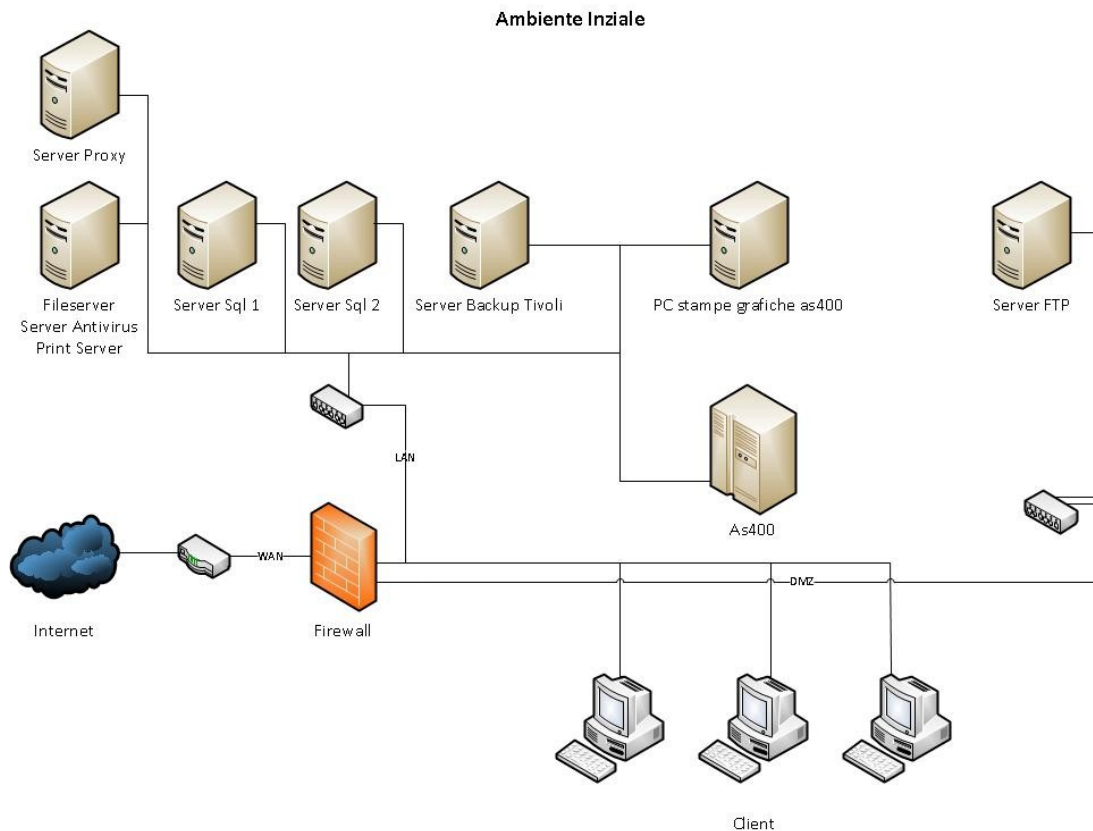 Ambiente Inziale
Server Proxy
Fileserver
Server Antivirus
Print Server
Server Sql 1
Server Sql 2
Server Backup Tivoli
PC stampe grafiche as400
Server FTP
LAN
As400
WAN
DMZ
Internet
Firewall
Client